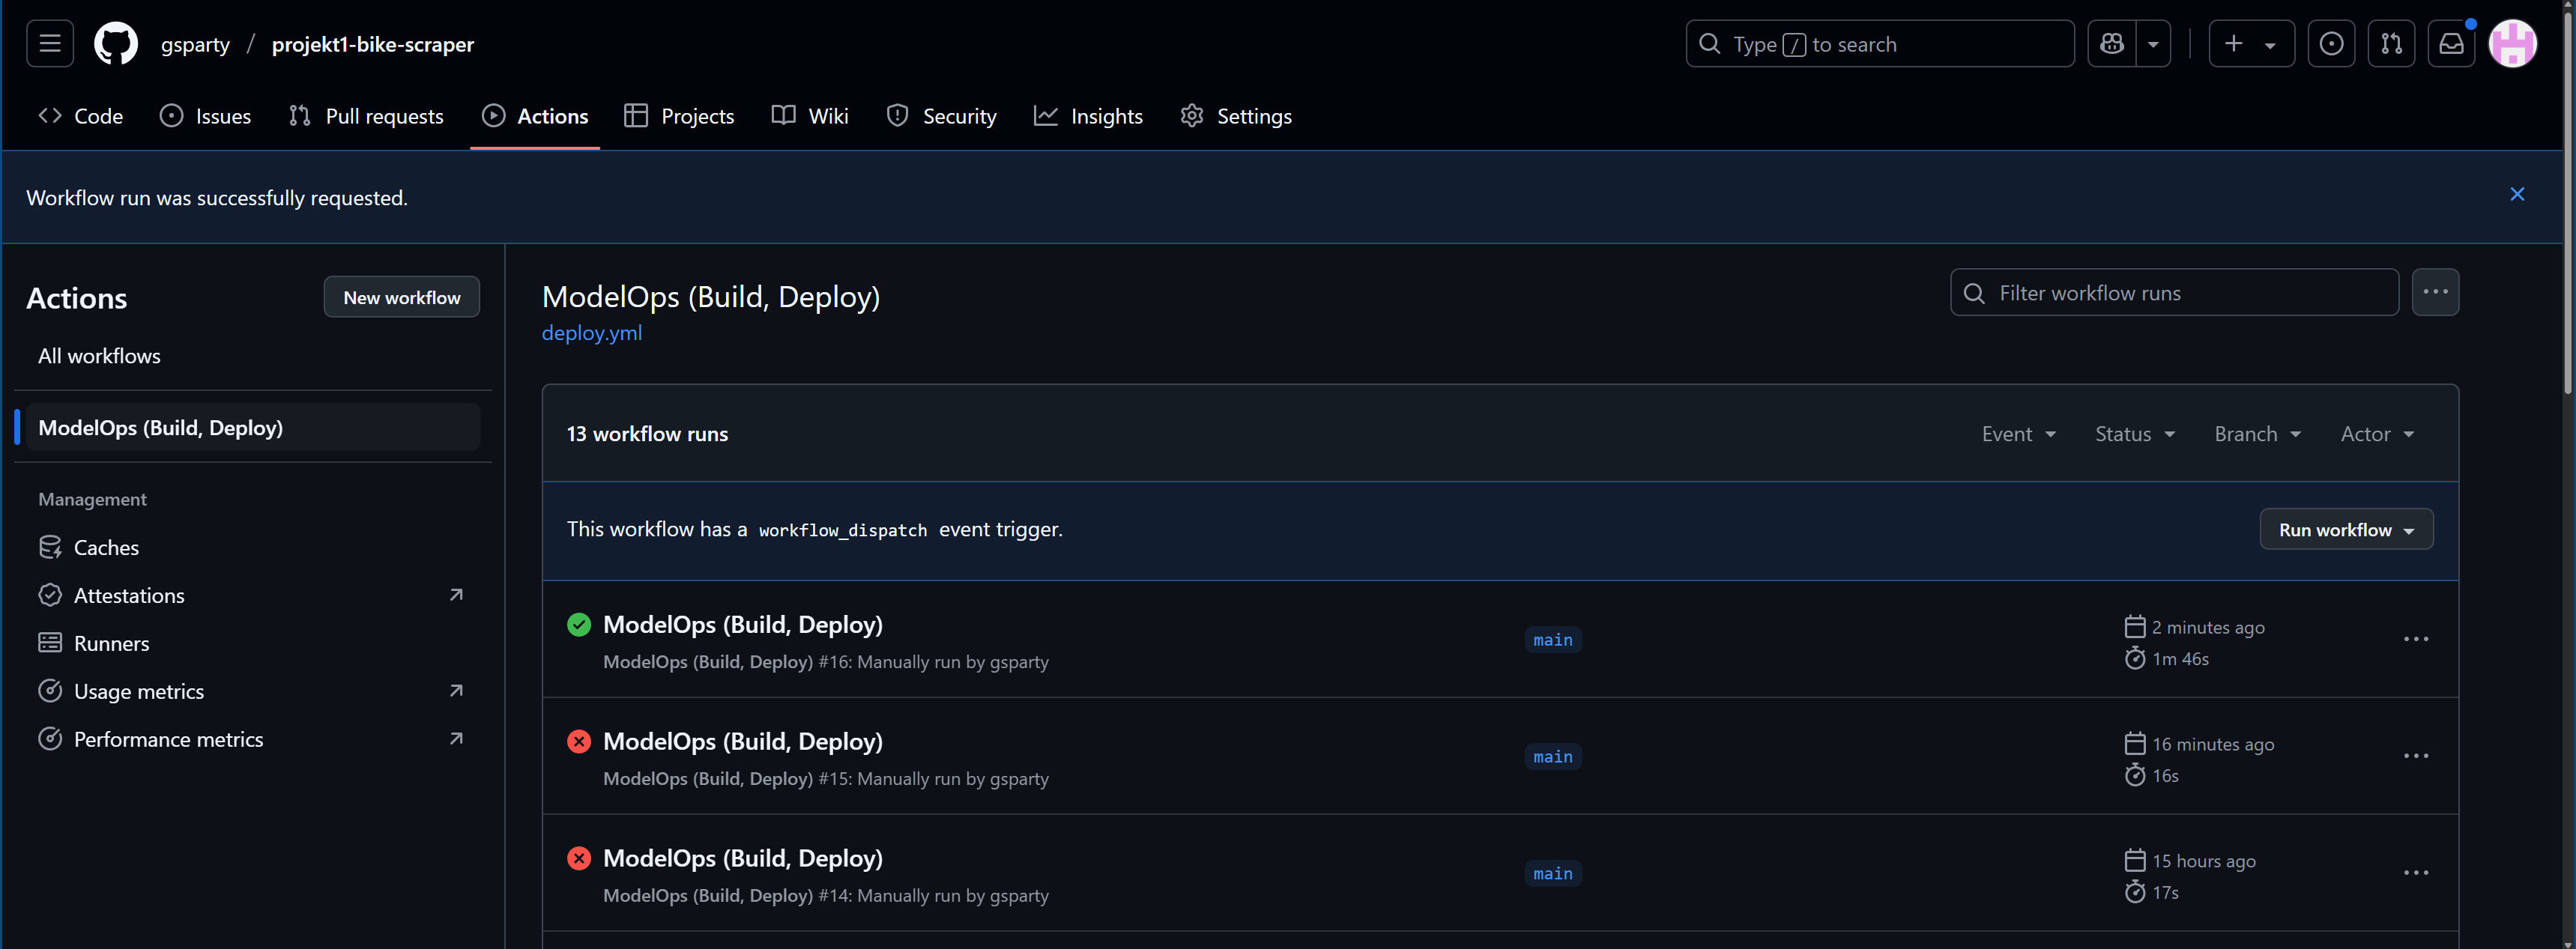 gsparty / projekt1-bike-scraper
Type / to search
Code Issues Pull requests Actions Projects Wiki Security Insights Settings
Workflow run was successfully requested.
Actions
New workflow
All workflows
ModelOps (Build, Deploy)
Management
Caches
Attestations
Runners
Usage metrics
Performance metrics
ModelOps (Build, Deploy)
deploy.yml
Filter workflow runs
13 workflow runs
Event Status Branch Actor
This workflow has a workflow_dispatch event trigger.
Run workflow
ModelOps (Build, Deploy)
ModelOps (Build, Deploy) #16: Manually run by gsparty
main
2 minutes ago
1m 46s
ModelOps (Build, Deploy)
ModelOps (Build, Deploy) #15: Manually run by gsparty
main
16 minutes ago
16s
ModelOps (Build, Deploy)
ModelOps (Build, Deploy) #14: Manually run by gsparty
main
15 hours ago
17s